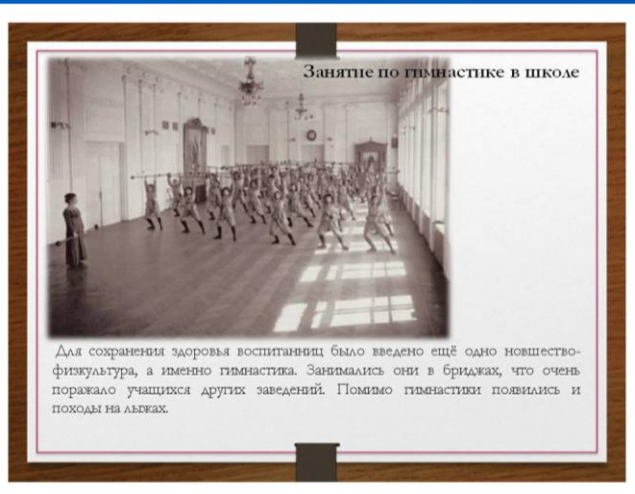 Занятие по гимнастике в школе
Для сохранения здоровья воспитанниц было введено ещё одно новшество-
физкультура, а именно гимнастика. Занимались они в бриджах, что очень
поражало учащихся других заведений. Помимо гимнастики появились и
походы на лыжах.